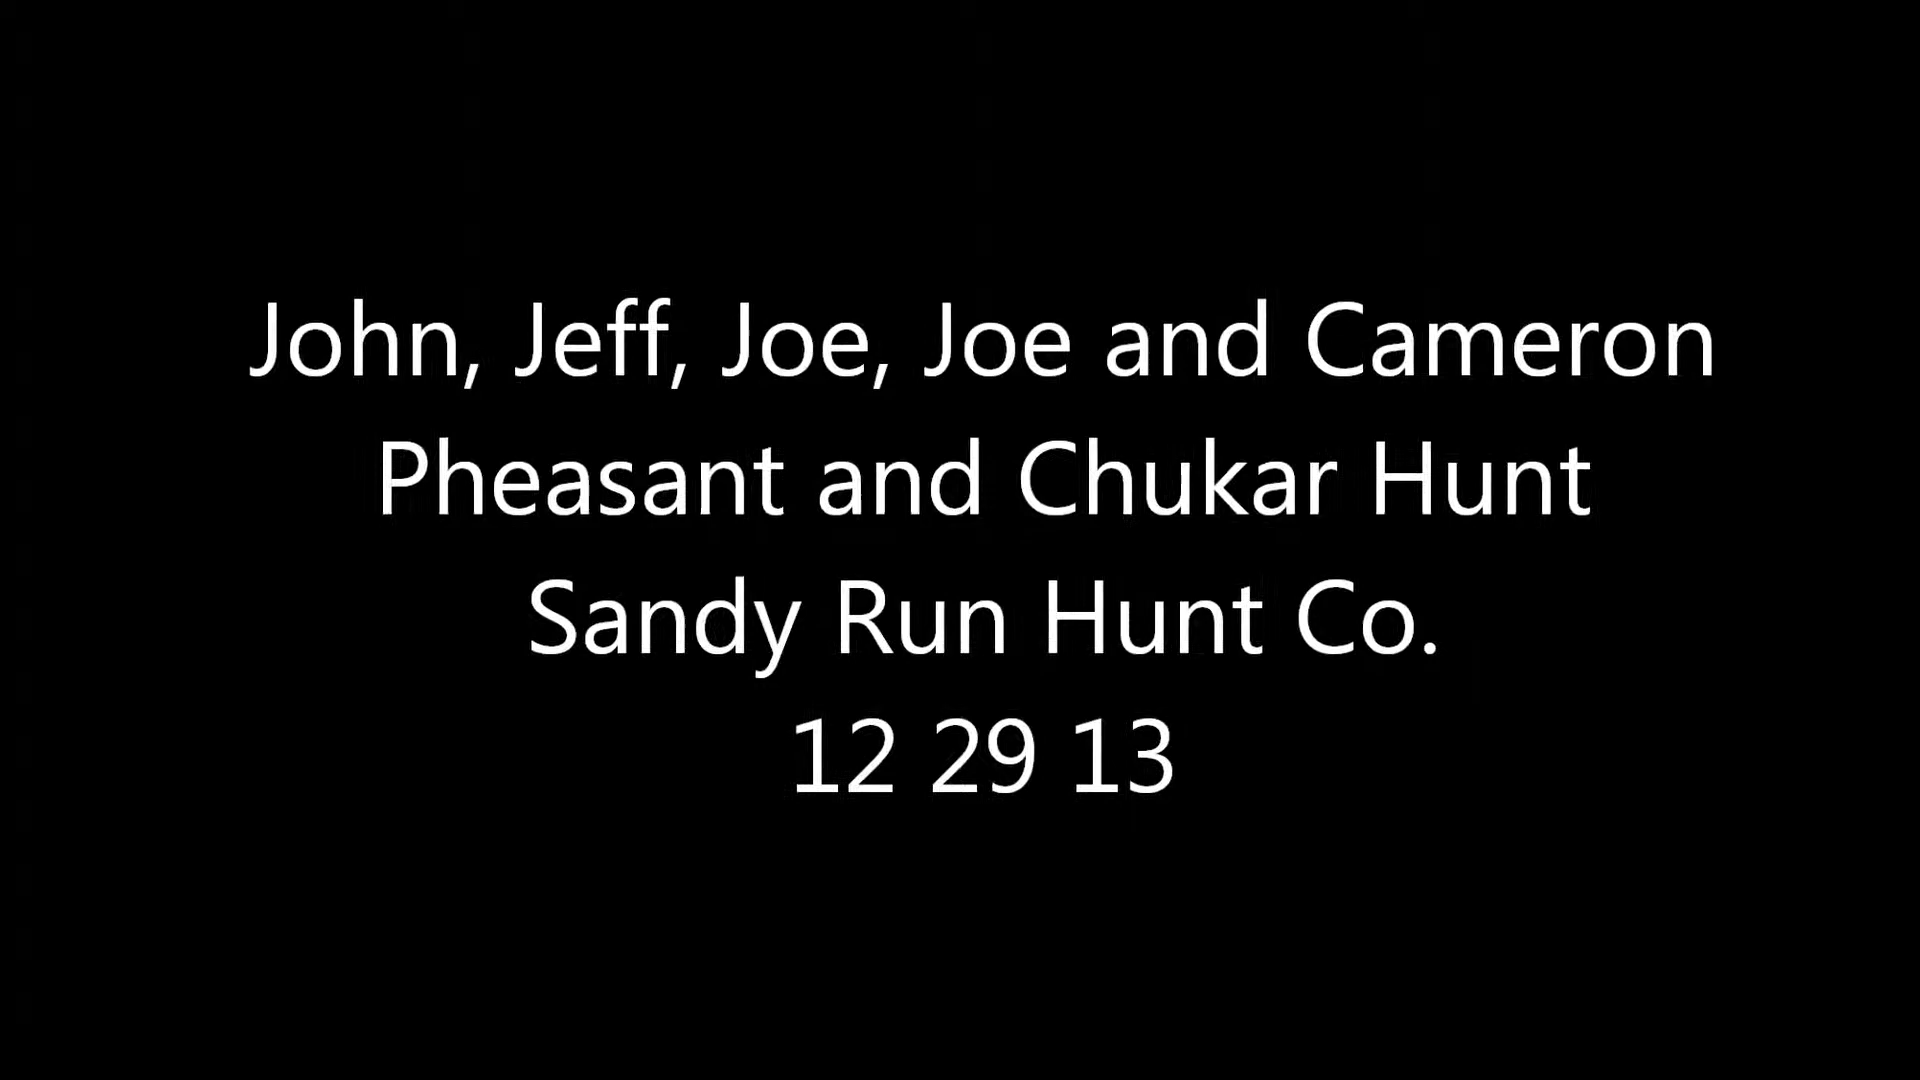 John, Jeff, Joe, Joe and Cameron
Pheasant and Chukar Hunt
Sandy Run Hunt Co.
12 29 13